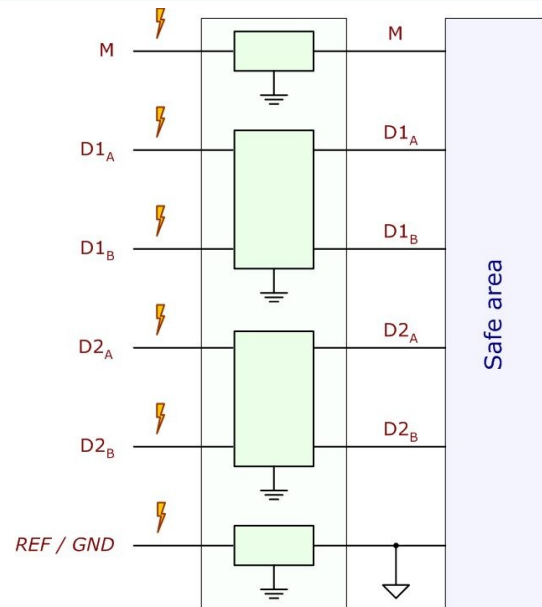 M M
D1A D1A
D1B D1B
D2A D2A
D2B D2B
REF / GND
Safe area